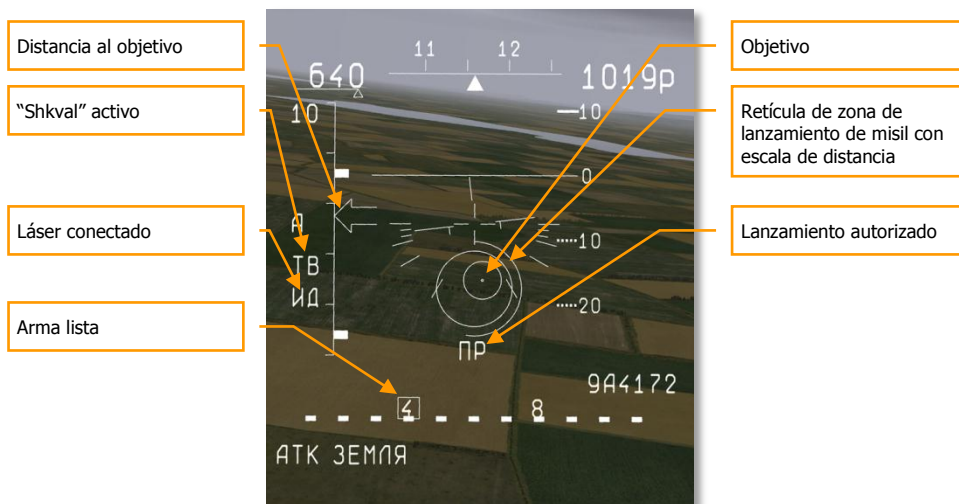 Distancia al objetivo
“Shkval” activo
Láser conectado
Arma lista
11 12
640
1019р
10
10
0
А
10
ТВ
ИД
20
ПР
9А4172
4
8
АТК ЗЕМЛЯ
Objetivo
Retícula de zona de
lanzamiento de misil con
escala de distancia
Lanzamiento autorizado